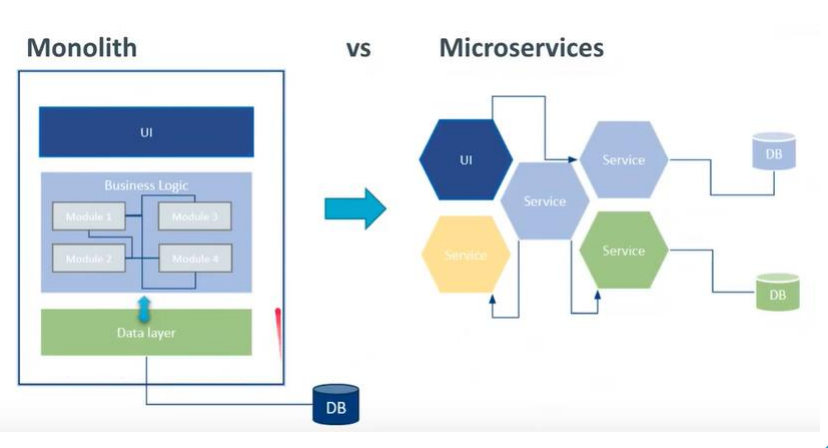 Monolith vs Microservices
UI
Business Logic
Module 1
Module 3
Module 2
Module 4
Data layer
DB
UI
Service
Service
Service
Service
DB
DB